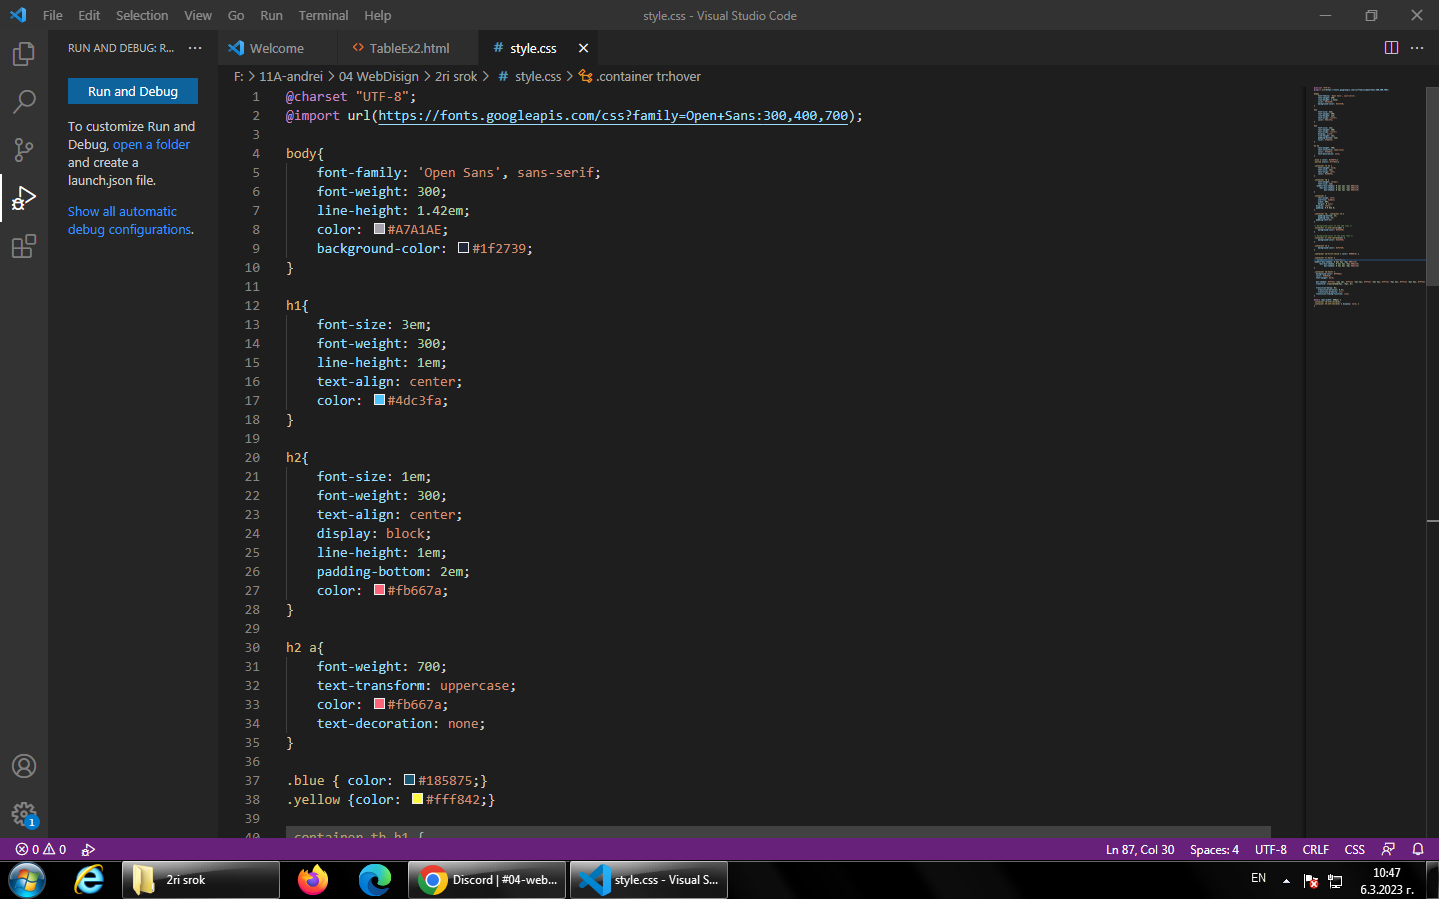 File Edit Selection View Go Run Terminal Help
style.css - Visual Studio Code
RUN AND DEBUG: R... ···
Welcome
<> TableEx2.html
# style.css
F: > 11A-andrei > 04 WebDisign > 2ri srok > # style.css > .container tr:hover
Run and Debug
To customize Run and
Debug, open a folder
and create a
launch.json file.
Show all automatic
debug configurations.
1 @charset "UTF-8";
2 @import url(https://fonts.googleapis.com/css?family=Open+Sans:300,400,700);
3
4 body{
5 font-family: 'Open Sans', sans-serif;
6 font-weight: 300;
7 line-height: 1.42em;
8 color: #A7A1AE;
9 background-color: #1f2739;
10 }
11
12 h1{
13 font-size: 3em;
14 font-weight: 300;
15 line-height: 1em;
16 text-align: center;
17 color: #4dc3fa;
18 }
19
20 h2{
21 font-size: 1em;
22 font-weight: 300;
23 text-align: center;
24 display: block;
25 line-height: 1em;
26 padding-bottom: 2em;
27 color: #fb667a;
28 }
29
30 h2 a{
31 font-weight: 700;
32 text-transform: uppercase;
33 color: #fb667a;
34 text-decoration: none;
35 }
36
37 .blue { color: #185875;}
38 .yellow {color: #fff842;}
39
40 .container th h1 {
1
0 0
Ln 87, Col 30 Spaces: 4 UTF-8 CRLF CSS
2ri srok
Discord | #04-web...
style.css - Visual S...
EN
10:47
6.3.2023 г.